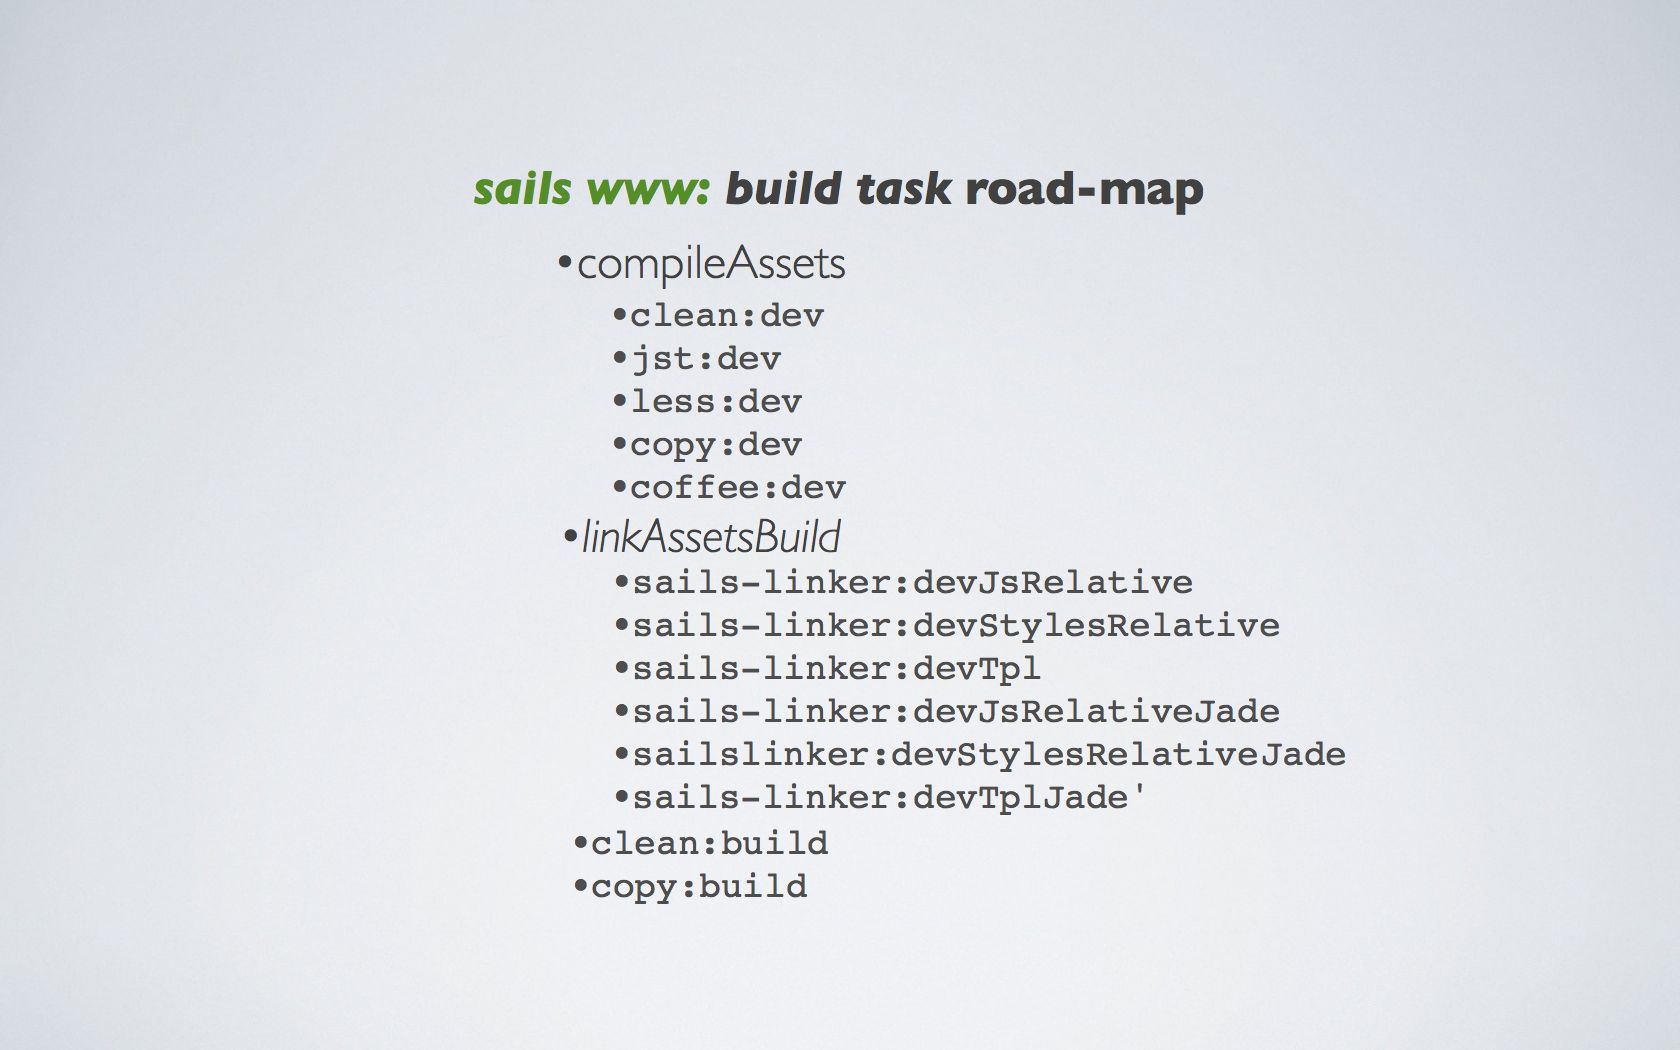 sails www: build task road-map
•compileAssets
•clean:dev
•jst:dev
•less:dev
•copy:dev
•coffee:dev
•linkAssetsBuild
•sails-linker:devJsRelative
•sails-linker:devStylesRelative
•sails-linker:devTpl
•sails-linker:devJsRelativeJade
•sailslinker:devStylesRelativeJade
•sails-linker:devTplJade'
•clean:build
•copy:build